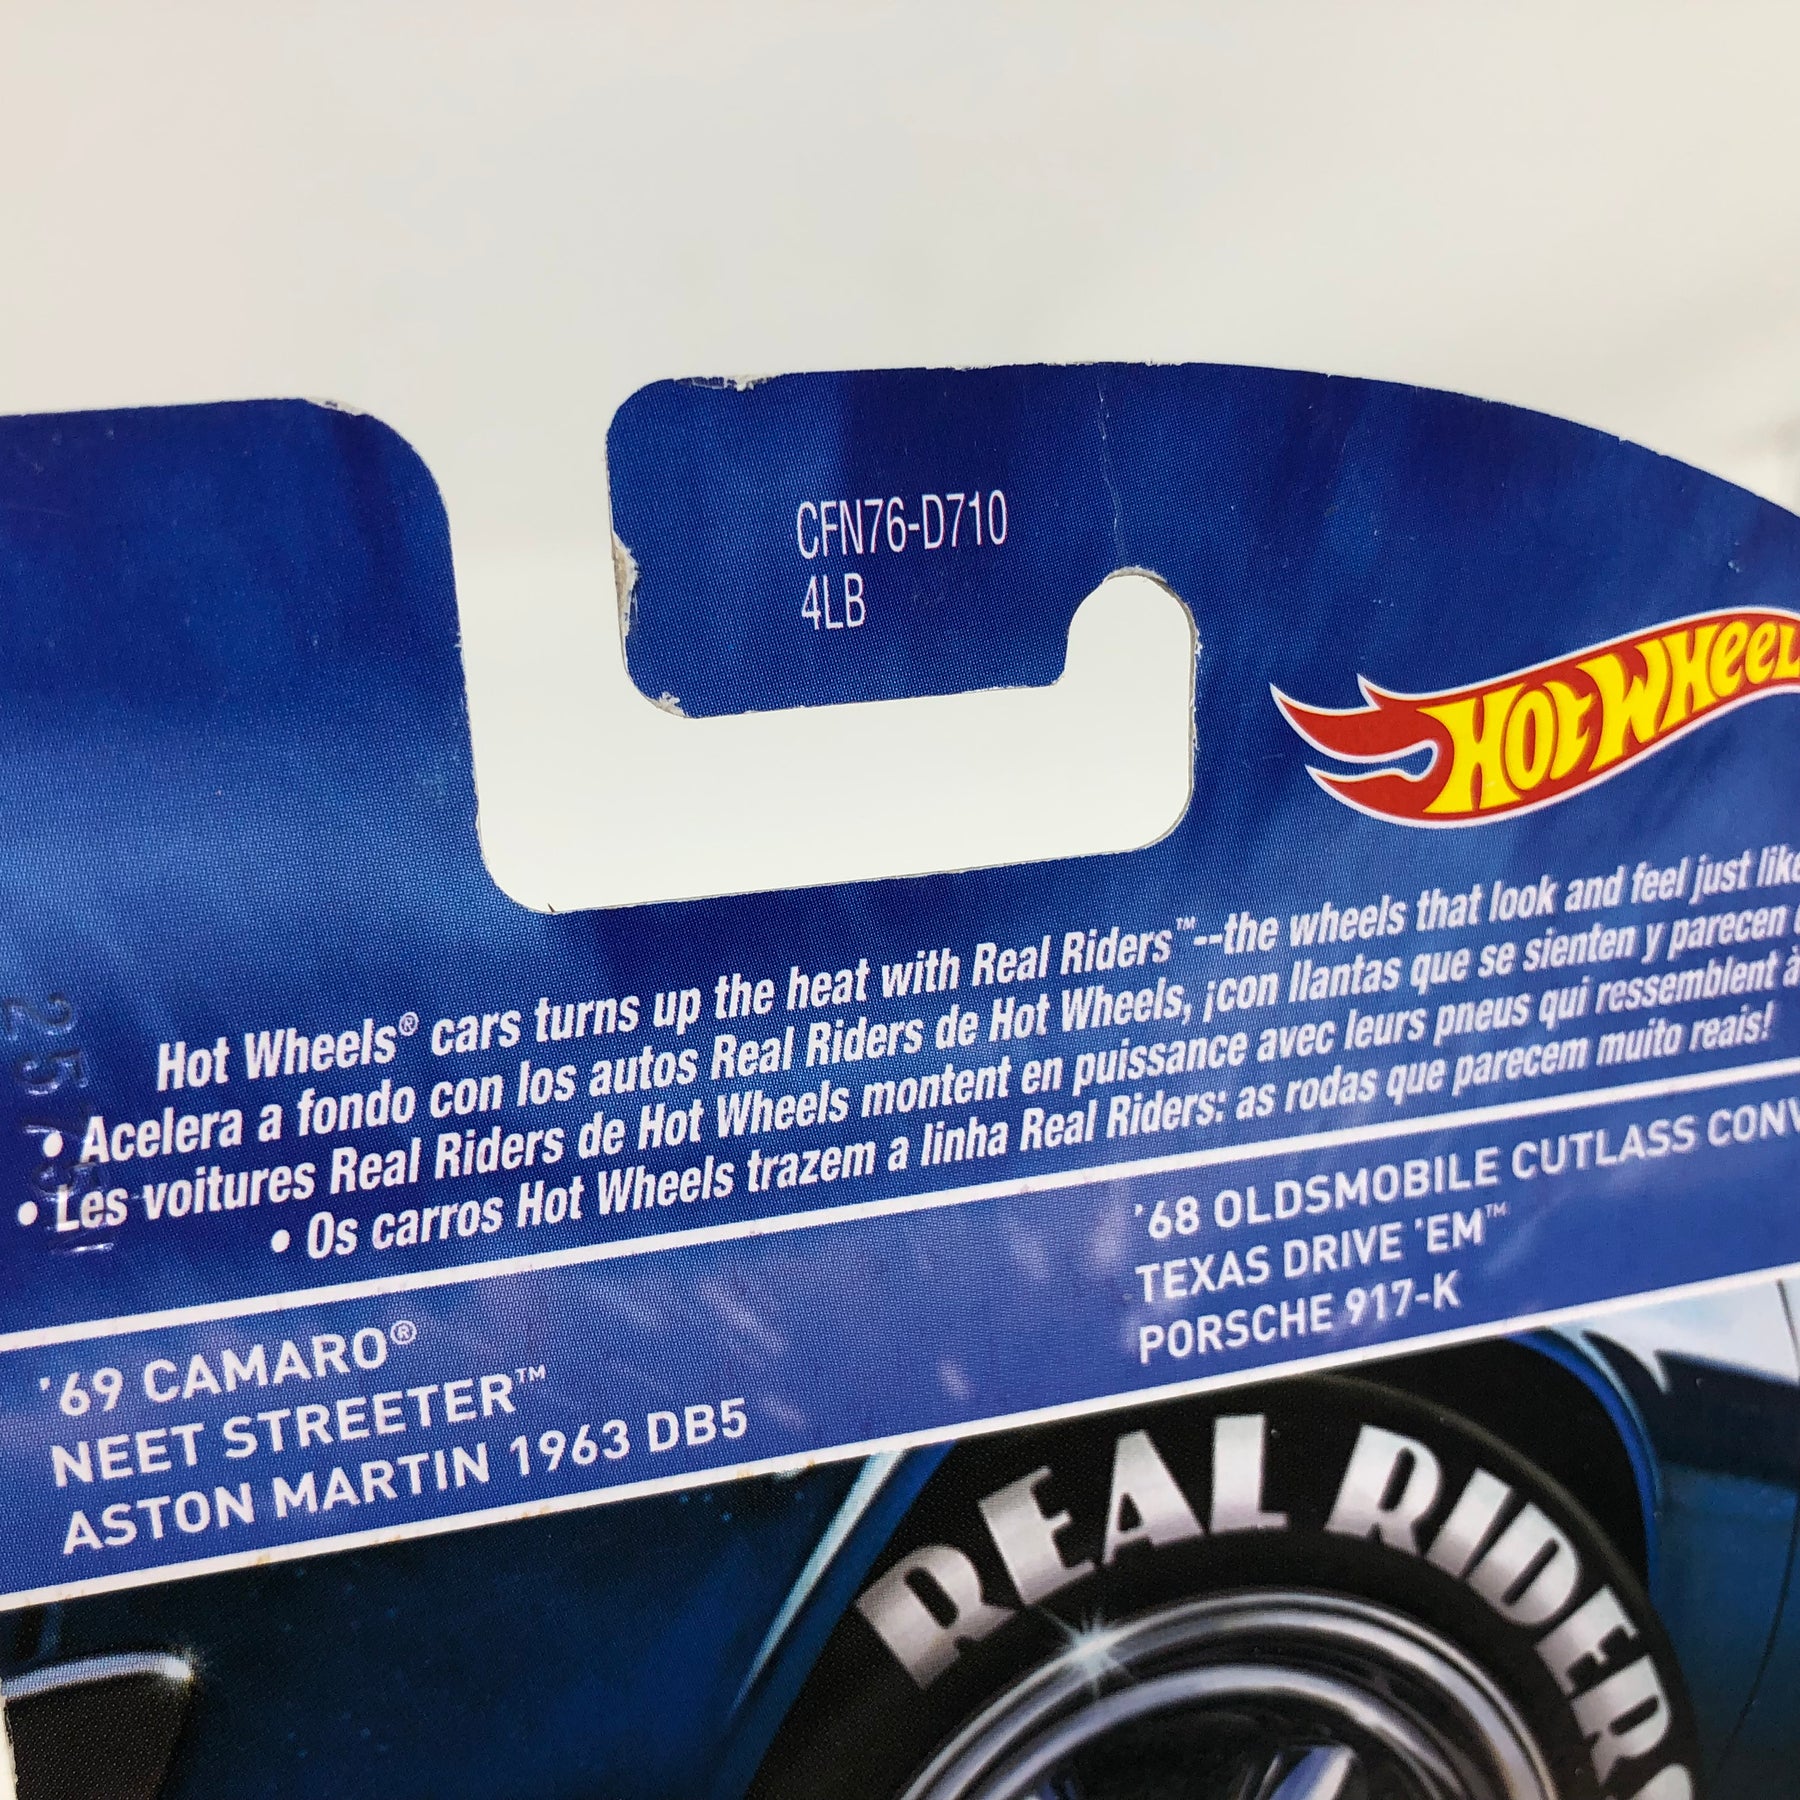 CFN76-D710
4LB
HOT WHEEL
Hot Wheels® cars turns up the heat with Real Riders™--the wheels that look and feel just like
• Acelera a fondo con los autos Real Riders de Hot Wheels, ¡con llantas que se sienten y parecen
• Les voitures Real Riders de Hot Wheels montent en puissance avec leurs pneus qui ressemblent à
• Os carros Hot Wheels trazem a linha Real Riders: as rodas que parecem muito reais!
'69 CAMARO®
NEET STREETER™
ASTON MARTIN 1963 DB5
'68 OLDSMOBILE CUTLASS CONV
TEXAS DRIVE 'EM™
PORSCHE 917-K
REAL RIDERS